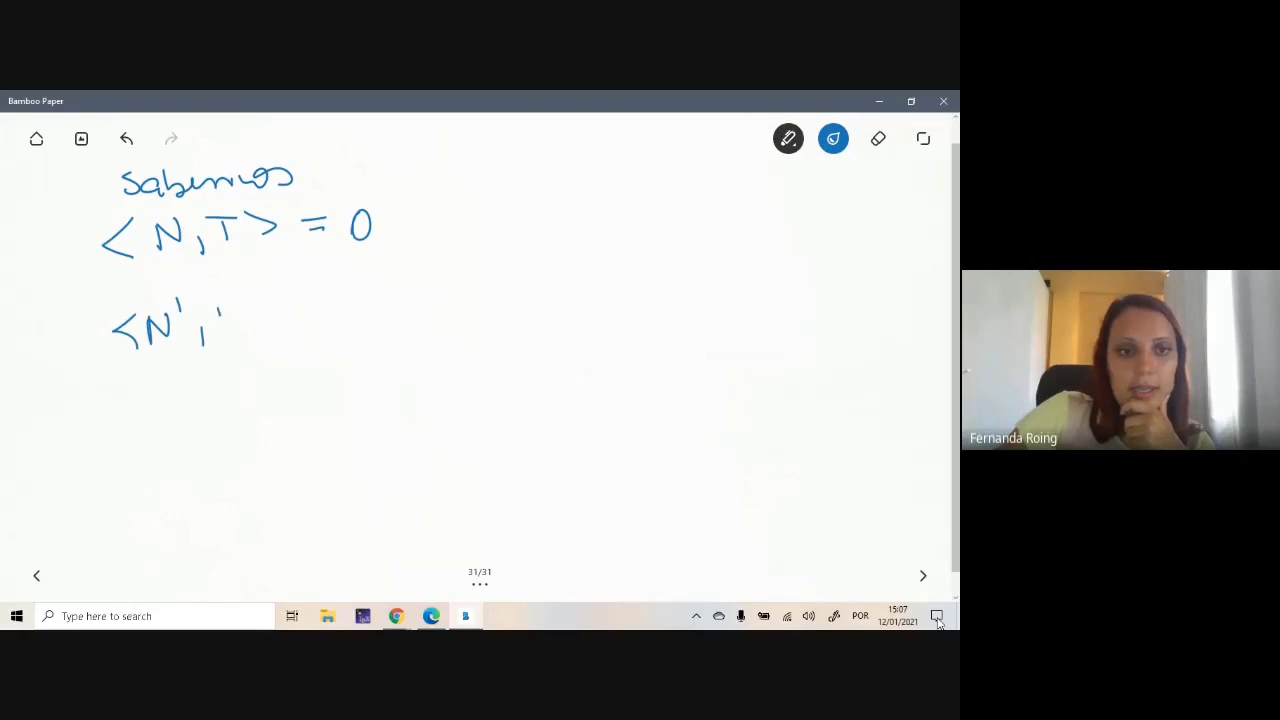 Bamboo Paper
sabemos
< N, T > = 0
< N' , '
Fernanda Roing
31/31
Type here to search
POR
15:07
12/01/2021